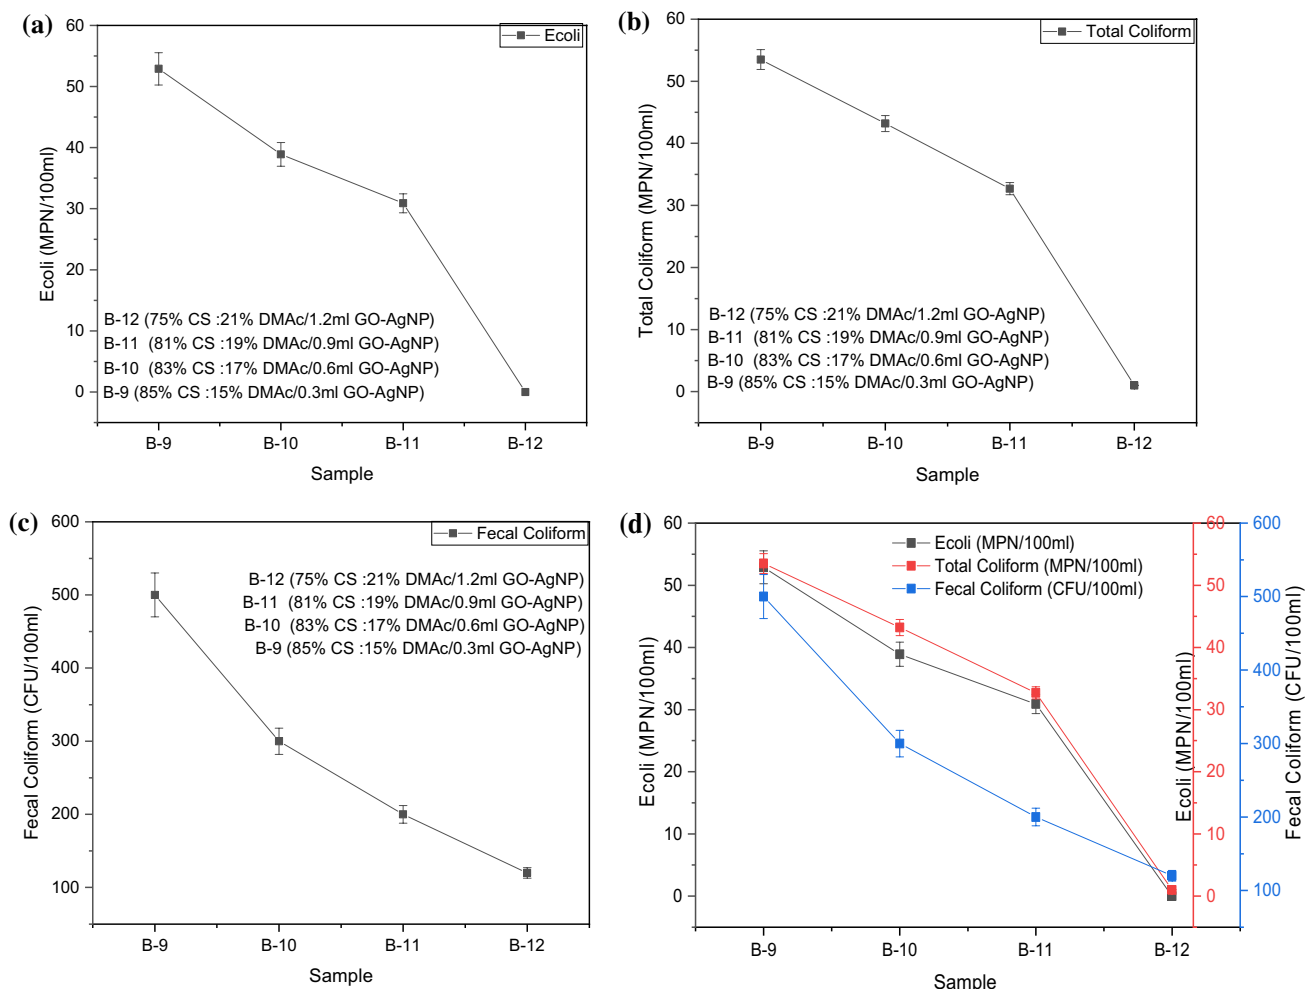 (a)
60
50
40
30
20
10
0
Ecoli (MPN/100ml)
Ecoli
B-12 (75% CS :21% DMAc/1.2ml GO-AgNP)
B-11 (81% CS :19% DMAc/0.9ml GO-AgNP)
B-10 (83% CS :17% DMAc/0.6ml GO-AgNP)
B-9 (85% CS :15% DMAc/0.3ml GO-AgNP)
B-9 B-10 B-11 B-12
Sample
(b)
60
50
40
30
20
10
0
Total Coliform (MPN/100ml)
Total Coliform
B-12 (75% CS :21% DMAc/1.2ml GO-AgNP)
B-11 (81% CS :19% DMAc/0.9ml GO-AgNP)
B-10 (83% CS :17% DMAc/0.6ml GO-AgNP)
B-9 (85% CS :15% DMAc/0.3ml GO-AgNP)
B-9 B-10 B-11 B-12
Sample
(c)
600
500
400
300
200
100
Fecal Coliform (CFU/100ml)
Fecal Coliform
B-12 (75% CS :21% DMAc/1.2ml GO-AgNP)
B-11 (81% CS :19% DMAc/0.9ml GO-AgNP)
B-10 (83% CS :17% DMAc/0.6ml GO-AgNP)
B-9 (85% CS :15% DMAc/0.3ml GO-AgNP)
B-9 B-10 B-11 B-12
Sample
(d)
60
50
40
30
20
10
0
Ecoli (MPN/100ml)
Ecoli (MPN/100ml)
Total Coliform (MPN/100ml)
Fecal Coliform (CFU/100ml)
Ecoli (MPN/100ml)
60
50
40
30
20
10
0
600
500
400
300
200
100
Fecal Coliform (CFU/100ml)
B-9 B-10 B-11 B-12
Sample